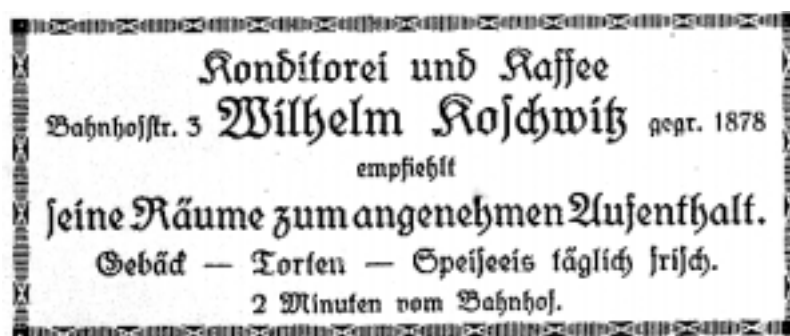 Konditorei und Kaffee
Bahnhofstr. 3 Wilhelm Koschwitz gegr. 1878
empfiehlt
seine Räume zum angenehmen Aufenthalt.
Gebäck — Torten — Speiseeis täglich frisch.
2 Minuten vom Bahnhof.